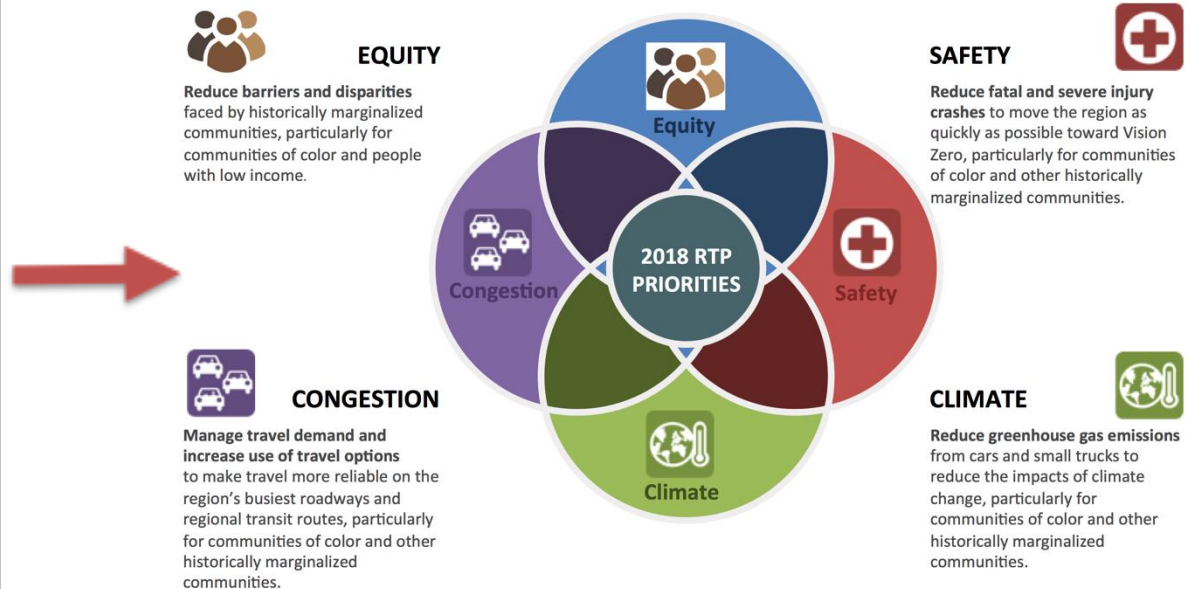 EQUITY
Reduce barriers and disparities
faced by historically marginalized
communities, particularly for
communities of color and people
with low income.
CONGESTION
Manage travel demand and
increase use of travel options
to make travel more reliable on the
region's busiest roadways and
regional transit routes, particularly
for communities of color and other
historically marginalized
communities.
Equity
Congestion
2018 RTP
PRIORITIES
Safety
Climate
SAFETY
Reduce fatal and severe injury
crashes to move the region as
quickly as possible toward Vision
Zero, particularly for communities
of color and other historically
marginalized communities.
CLIMATE
Reduce greenhouse gas emissions
from cars and small trucks to
reduce the impacts of climate
change, particularly for
communities of color and other
historically marginalized
communities.